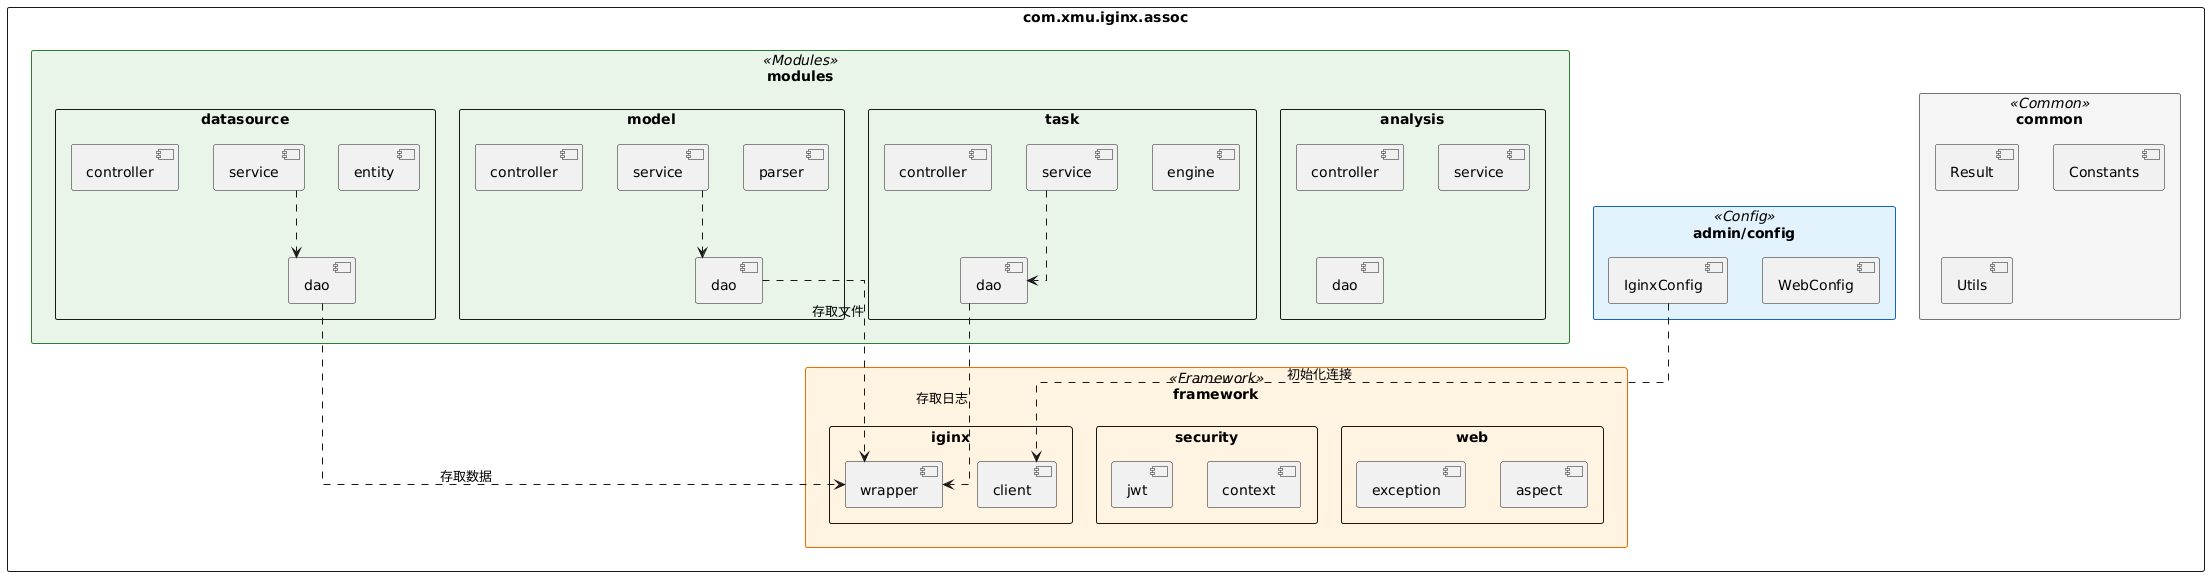 com.xmu.iginx.assoc
«Modules»
modules
datasource
controller
service
entity
dao
model
controller
service
parser
dao
task
controller
service
engine
dao
analysis
controller
service
dao
«Config»
admin/config
IginxConfig
WebConfig
«Common»
common
Result
Constants
Utils
存取文件
初始化连接
存取日志
存取数据
«Framework»
framework
iginx
wrapper
client
security
jwt
context
web
exception
aspect